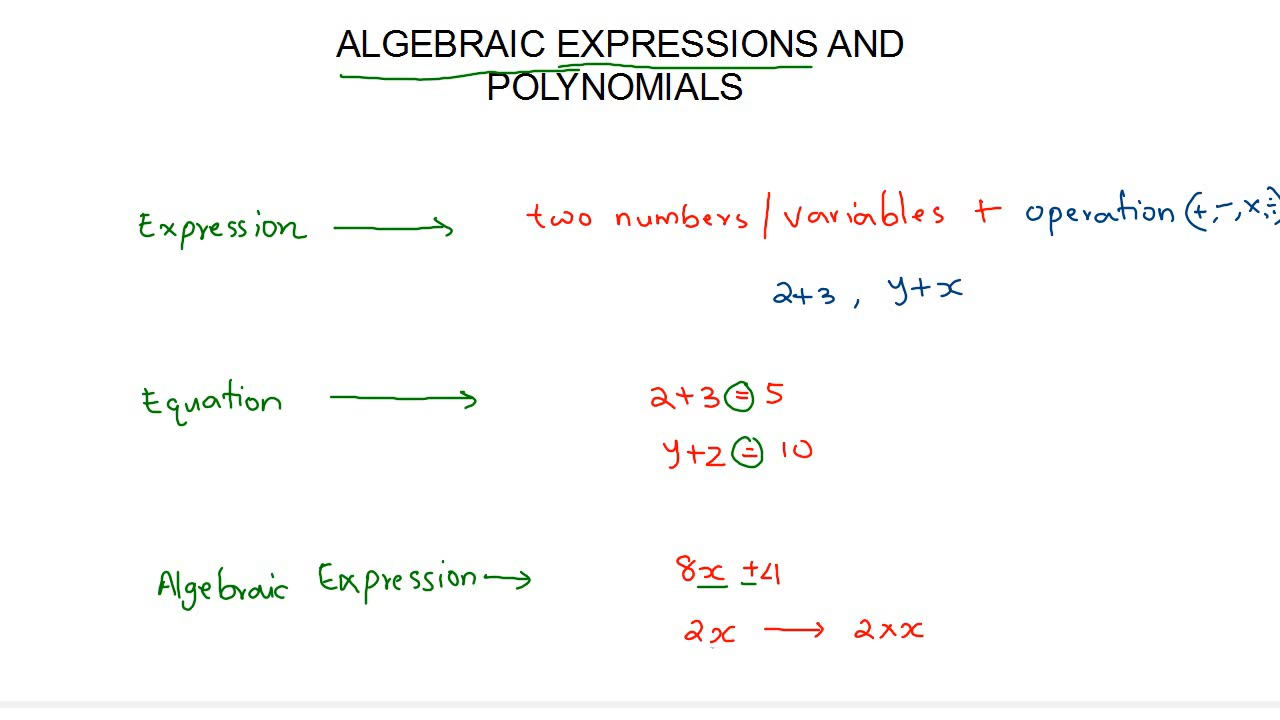 ALGEBRAIC EXPRESSIONS AND
POLYNOMIALS
Expression → two numbers / variables + operation (+, -, x, ÷)
2+3 , y+x
Equation → 2+3 = 5
y+2 = 10
Algebraic Expression → 8x +4
2x → 2×x